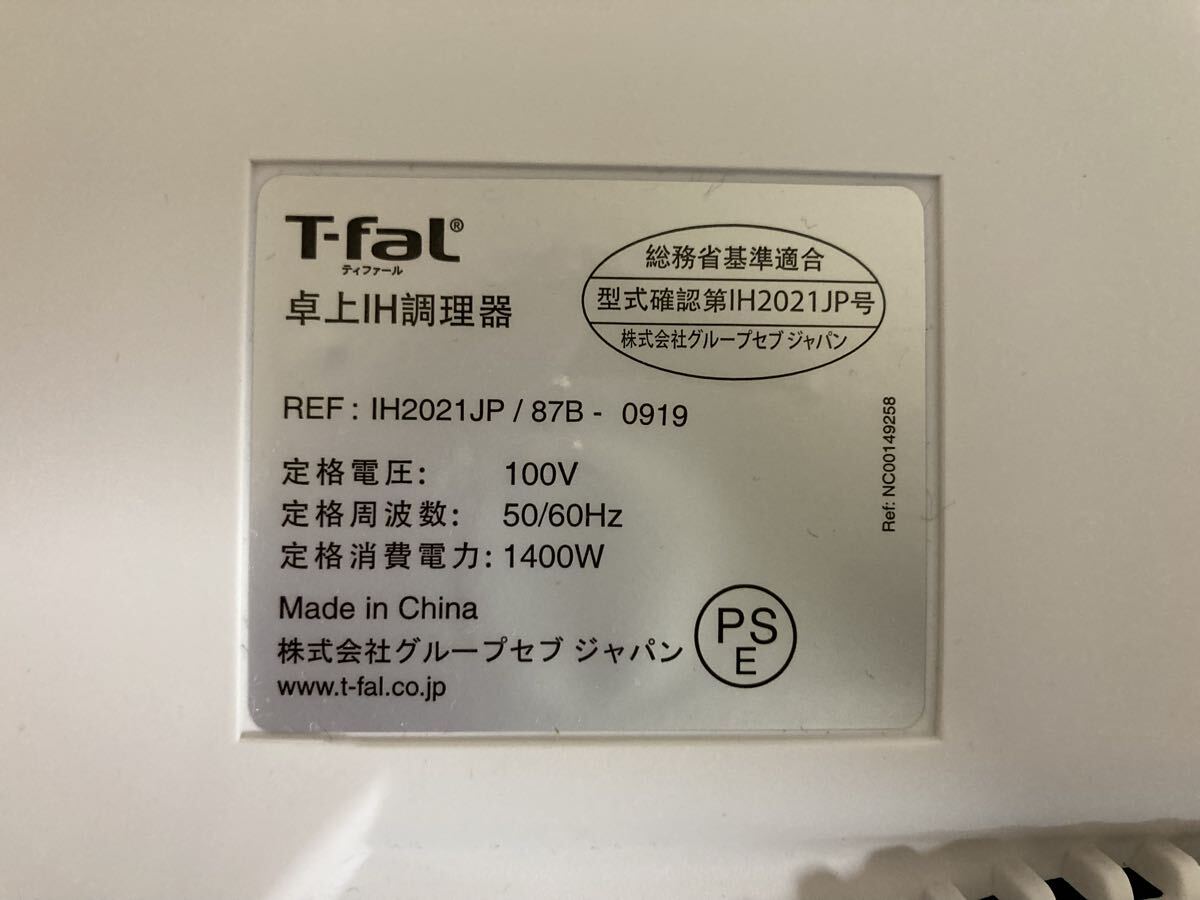 T-fal®
ティファール
卓上IH調理器
総務省基準適合
型式確認第IH2021JP号
株式会社グループセブ ジャパン
REF : IH2021JP / 87B - 0919
定格電圧: 100V
定格周波数: 50/60Hz
定格消費電力: 1400W
Made in China
株式会社グループセブ ジャパン
www.t-fal.co.jp
PS
E
Ref: NC00149258